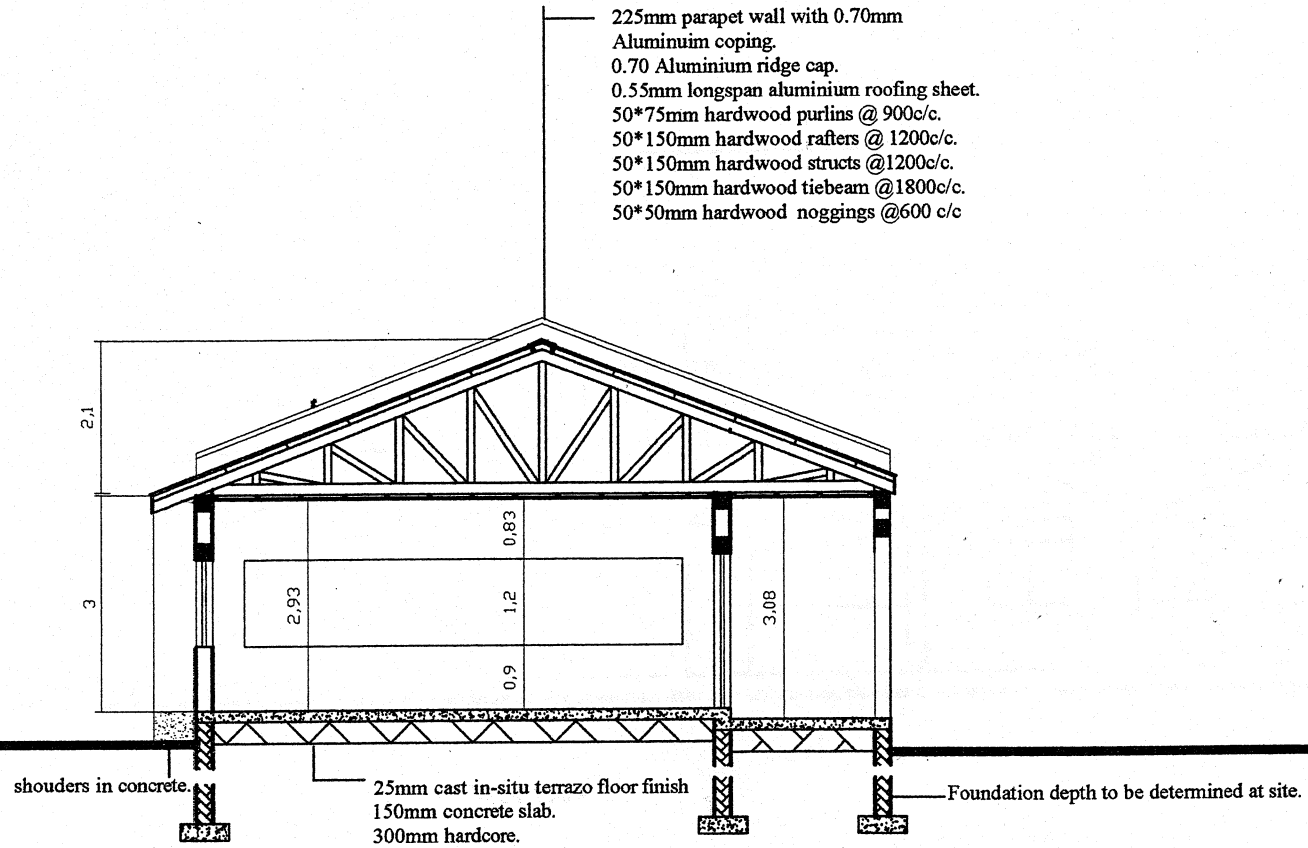 225mm parapet wall with 0.70mm
Aluminuim coping.
0.70 Aluminium ridge cap.
0.55mm longspan aluminium roofing sheet.
50*75mm hardwood purlins @ 900c/c.
50*150mm hardwood rafters @ 1200c/c.
50*150mm hardwood structs @1200c/c.
50*150mm hardwood tiebeam @1800c/c.
50*50mm hardwood noggings @600 c/c
2,1
3
2,93
0,83
1,2
0,9
3,08
shouders in concrete.
25mm cast in-situ terrazo floor finish
150mm concrete slab.
300mm hardcore.
Foundation depth to be determined at site.